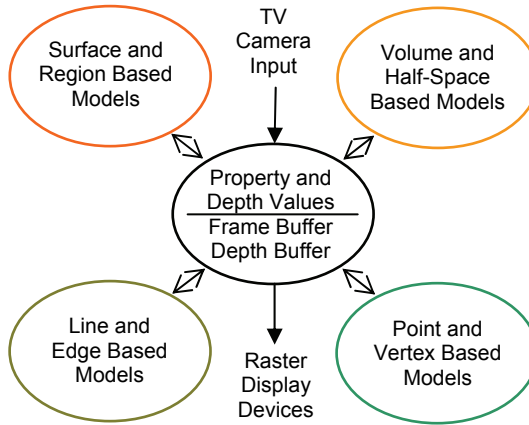 Surface and
Region Based
Models
TV
Camera
Input
Volume and
Half-Space
Based Models
Property and
Depth Values
Frame Buffer
Depth Buffer
Line and
Edge Based
Models
Raster
Display
Devices
Point and
Vertex Based
Models